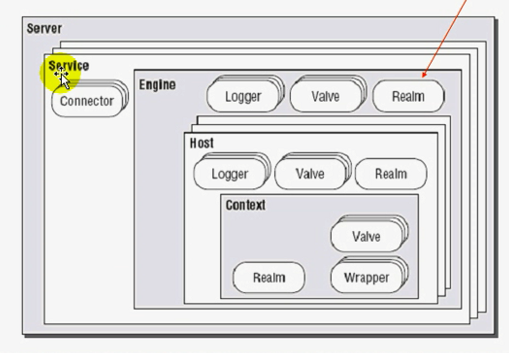 Server
Service
Connector
Engine
Logger
Valve
Realm
Host
Logger
Valve
Realm
Context
Valve
Realm
Wrapper